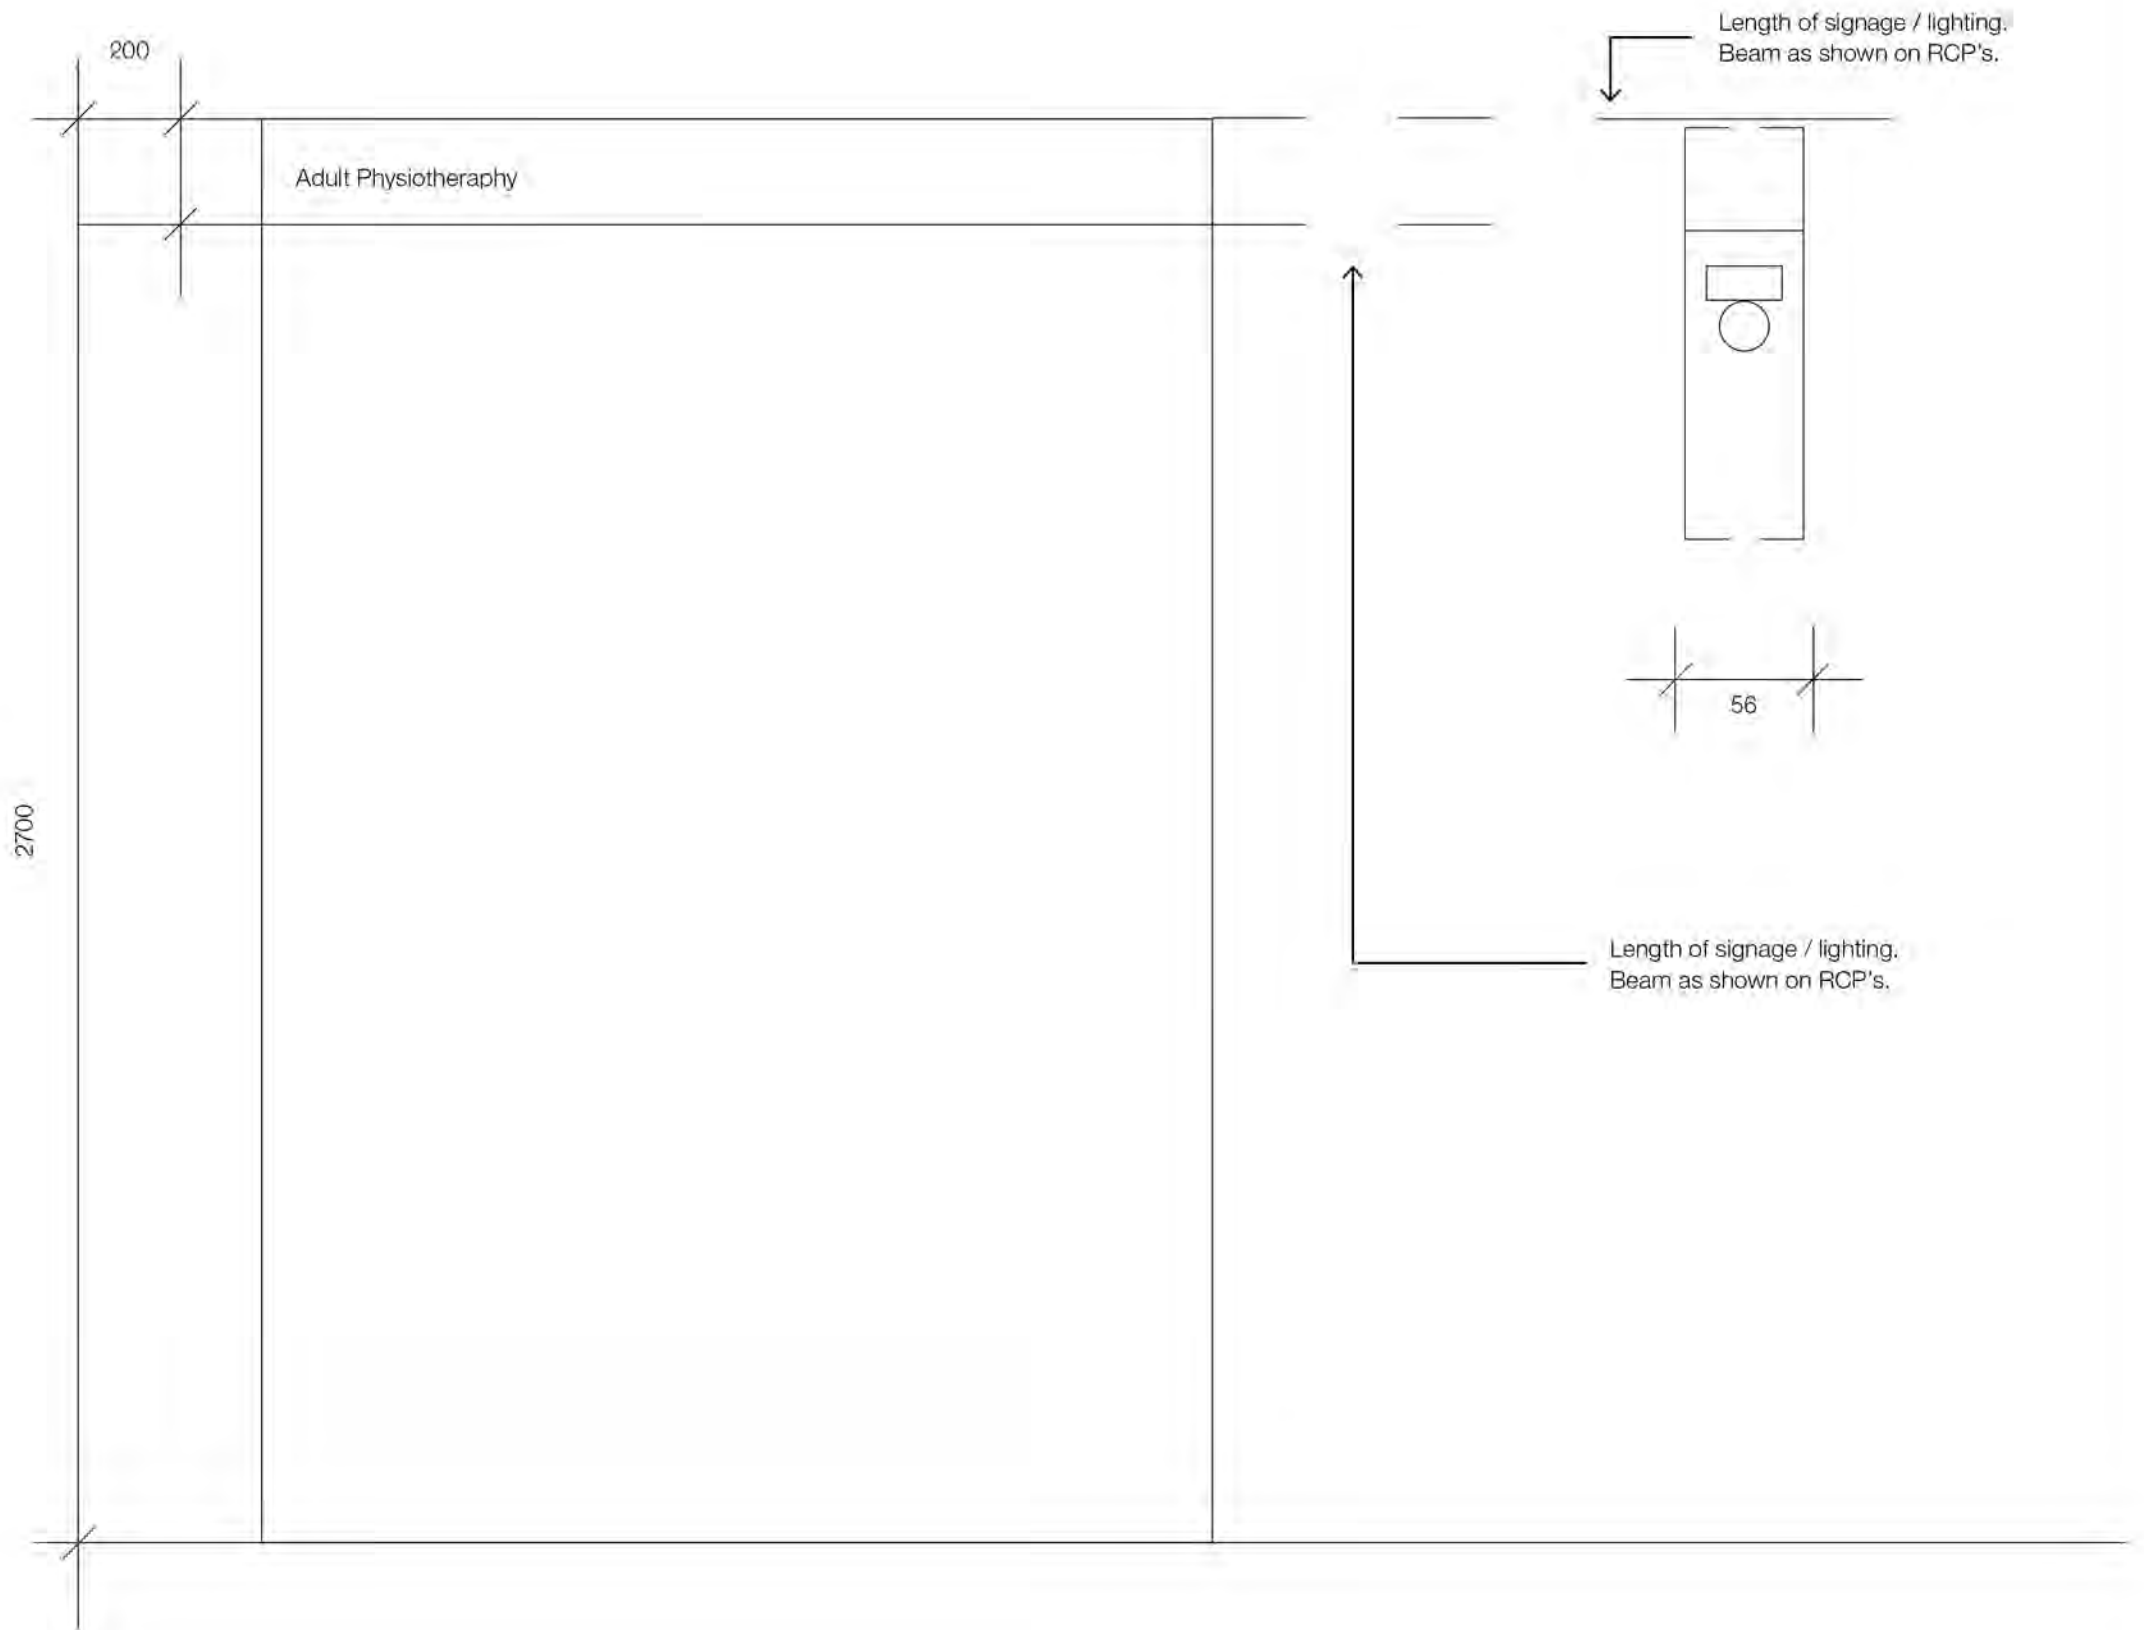 Length of signage / lighting.
Beam as shown on RCP's.
200
Adult Physiotheraphy
56
2700
Length of signage / lighting.
Beam as shown on RCP's.